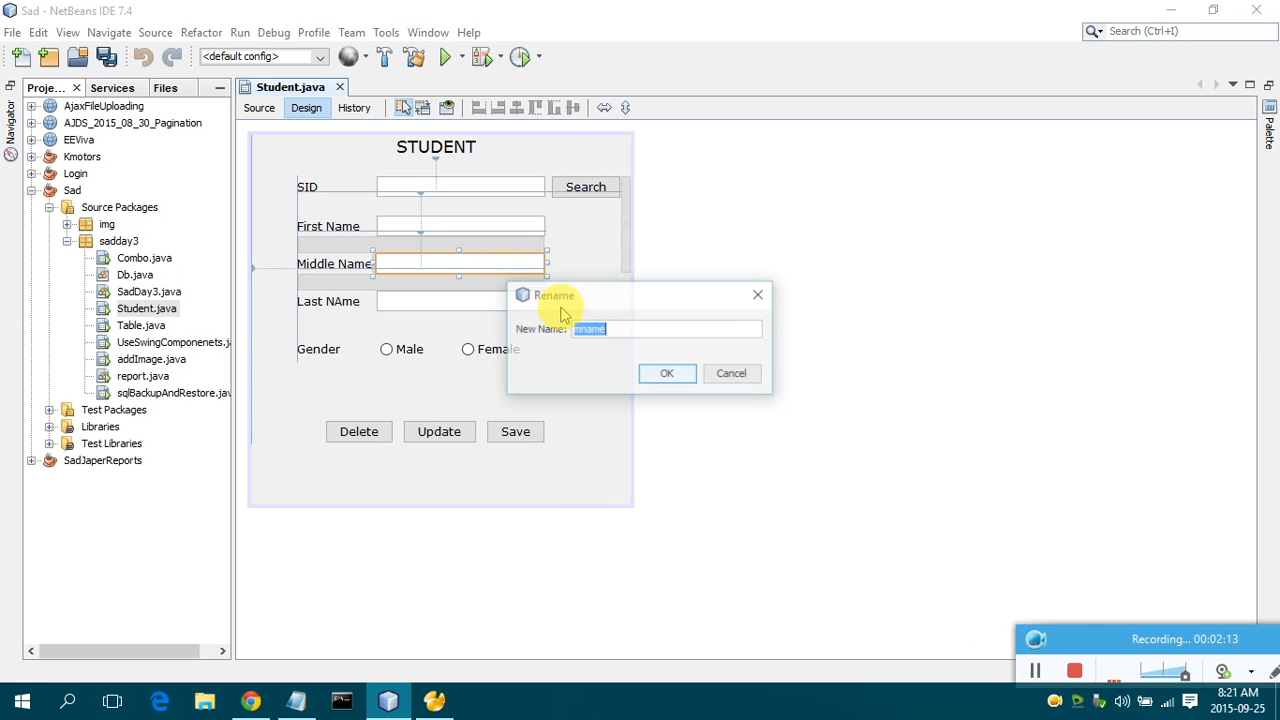 Sad - NetBeans IDE 7.4
File Edit View Navigate Source Refactor Run Debug Profile Team Tools Window Help
Search (Ctrl+I)
<default config>
Proje... Services Files
Student.java
Source Design History
Navigator
Palette
AjaxFileUploading
AJDS_2015_08_30_Pagination
EEViva
Kmotors
Login
Sad
Source Packages
img
sadday3
Combo.java
Db.java
SadDay3.java
Student.java
Table.java
UseSwingComponenets.j
addImage.java
report.java
sqlBackupAndRestore.jav
Test Packages
Libraries
Test Libraries
SadJaperReports
STUDENT
SID
Search
First Name
Middle Name
Last NAme
Gender
Male
Female
Delete
Update
Save
Rename
New Name: mname
OK
Cancel
Recording... 00:02:13
8:21 AM
2015-09-25